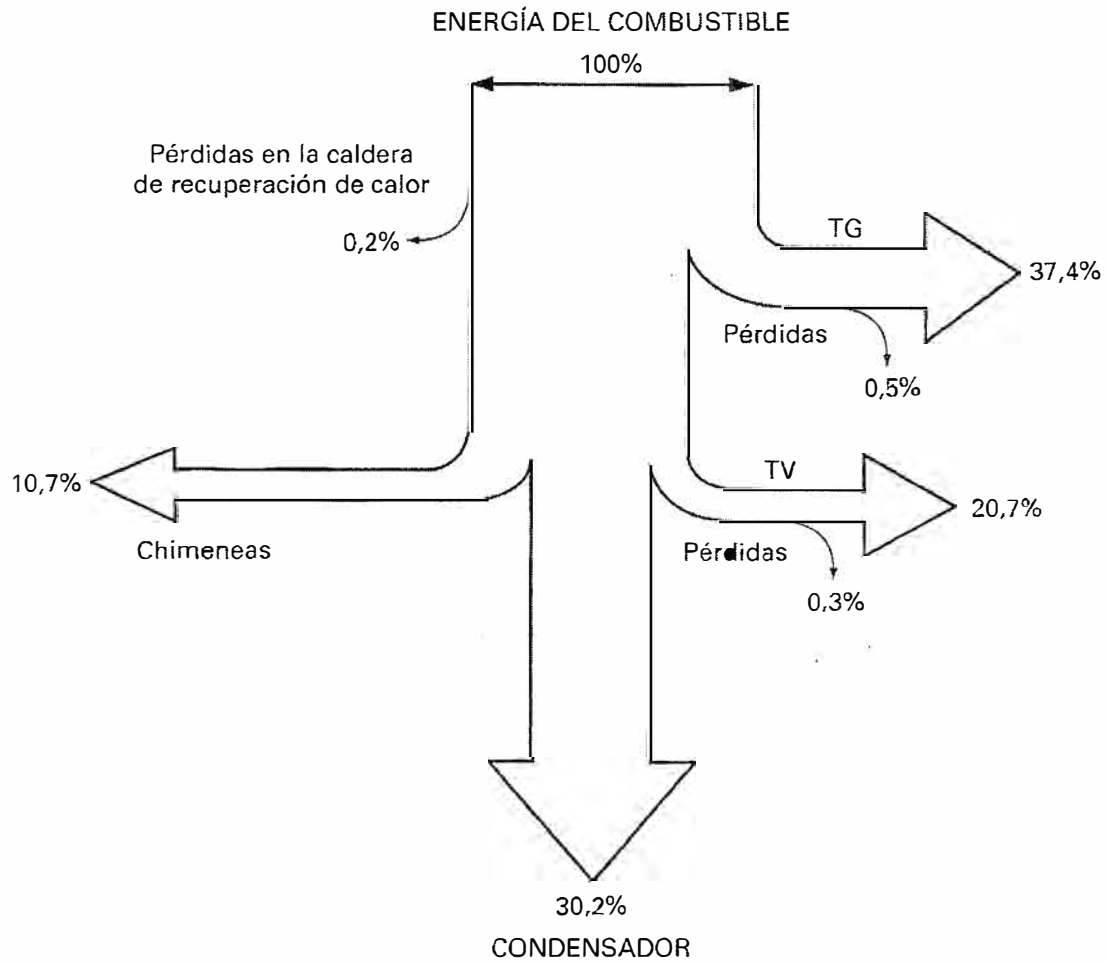 ENERGÍA DEL COMBUSTIBLE
100%
Pérdidas en la caldera
de recuperación de calor
0,2%
TG
37,4%
Pérdidas
0,5%
10,7%
Chimeneas
TV
20,7%
Pérdidas
0,3%
30,2%
CONDENSADOR